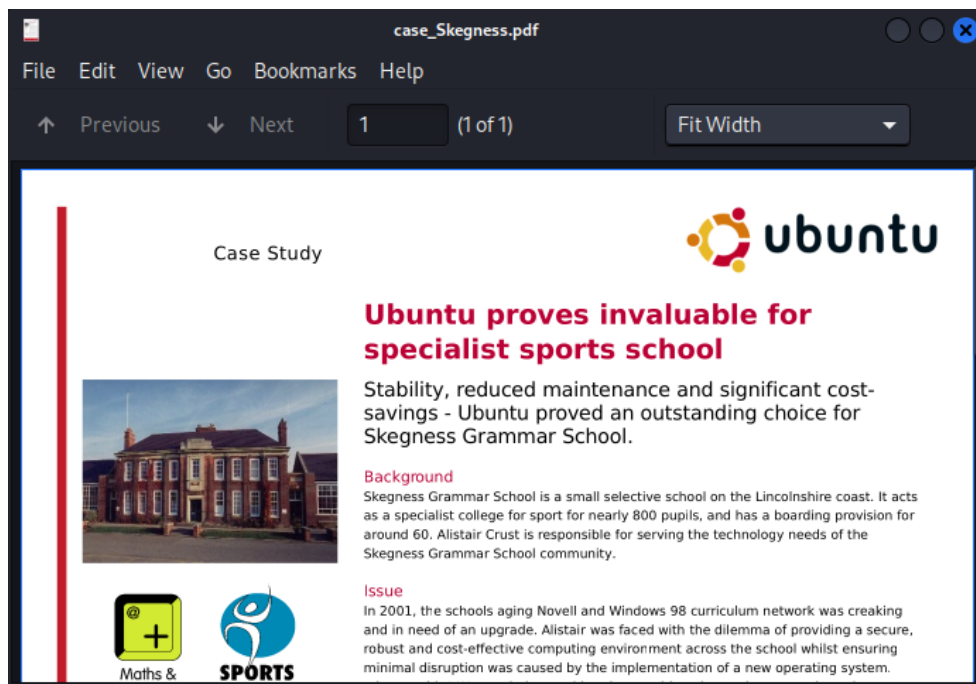 case_Skegness.pdf
File Edit View Go Bookmarks Help
Previous Next 1 (1 of 1) Fit Width
Case Study
ubuntu
Ubuntu proves invaluable for
specialist sports school
Stability, reduced maintenance and significant cost-
savings - Ubuntu proved an outstanding choice for
Skegness Grammar School.
Background
Skegness Grammar School is a small selective school on the Lincolnshire coast. It acts
as a specialist college for sport for nearly 800 pupils, and has a boarding provision for
around 60. Alistair Crust is responsible for serving the technology needs of the
Skegness Grammar School community.
Issue
In 2001, the schools aging Novell and Windows 98 curriculum network was creaking
and in need of an upgrade. Alistair was faced with the dilemma of providing a secure,
robust and cost-effective computing environment across the school whilst ensuring
minimal disruption was caused by the implementation of a new operating system.
@
+
Maths &
SPORTS